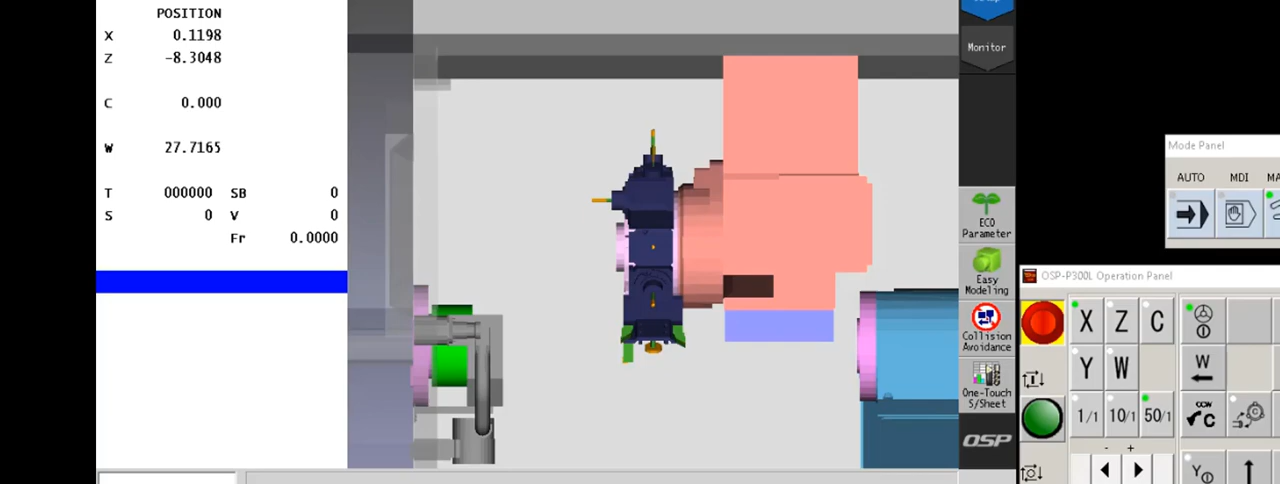 POSITION
X 0.1198
Z -8.3048
C 0.000
W 27.7165
T 000000 SB 0
S 0 V 0
Fr 0.0000
Monitor
ECO
Parameter
Easy
Modeling
Collision
Avoidance
One-Touch
S/Sheet
OSP
Mode Panel
AUTO MDI MA
OSP-P300L Operation Panel
X Z C
Y W W
1/1 10/1 50/1 CCW C
- +
Y